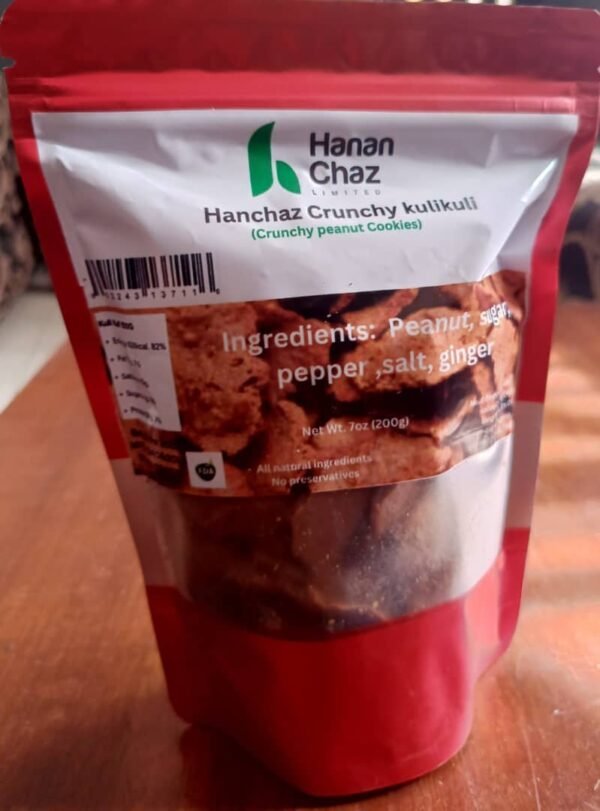 Hanan
Chaz
LIMITED
Hanchaz Crunchy kulikuli
(Crunchy peanut Cookies)
Ingredients: Peanut, sugar,
pepper ,salt, ginger
Net Wt. 7oz (200g)
All natural ingredients
No preservatives
FDA